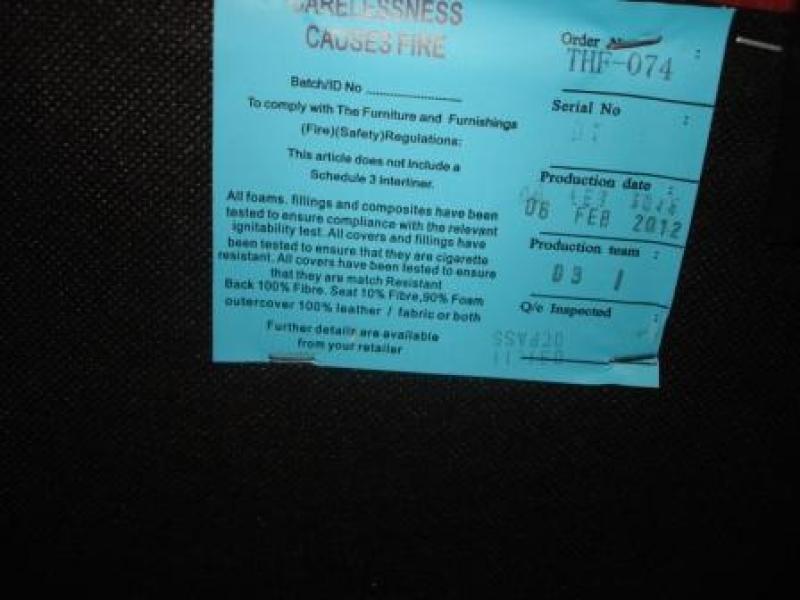 CARELESSNESS
CAUSES FIRE
Batch/ID No
To comply with The Furniture and Furnishings
(Fire)(Safety)Regulations:
This article does not include a
Schedule 3 Interliner.
All foams, fillings and composites have been
tested to ensure compliance with the relevant
ignitability test. All covers and fillings have
been tested to ensure that they are cigarette
resistant. All covers have been tested to ensure
that they are match Resistant
Back 100% Fibre. Seat 10% Fibre,90% Foam
outercover 100% leather / fabric or both
Further details are available
from your retailer
Order :
THF-074
Serial No :
Production date :
06 FEB 2012
Production team :
03 1
Q/c Inspected
QCPASS